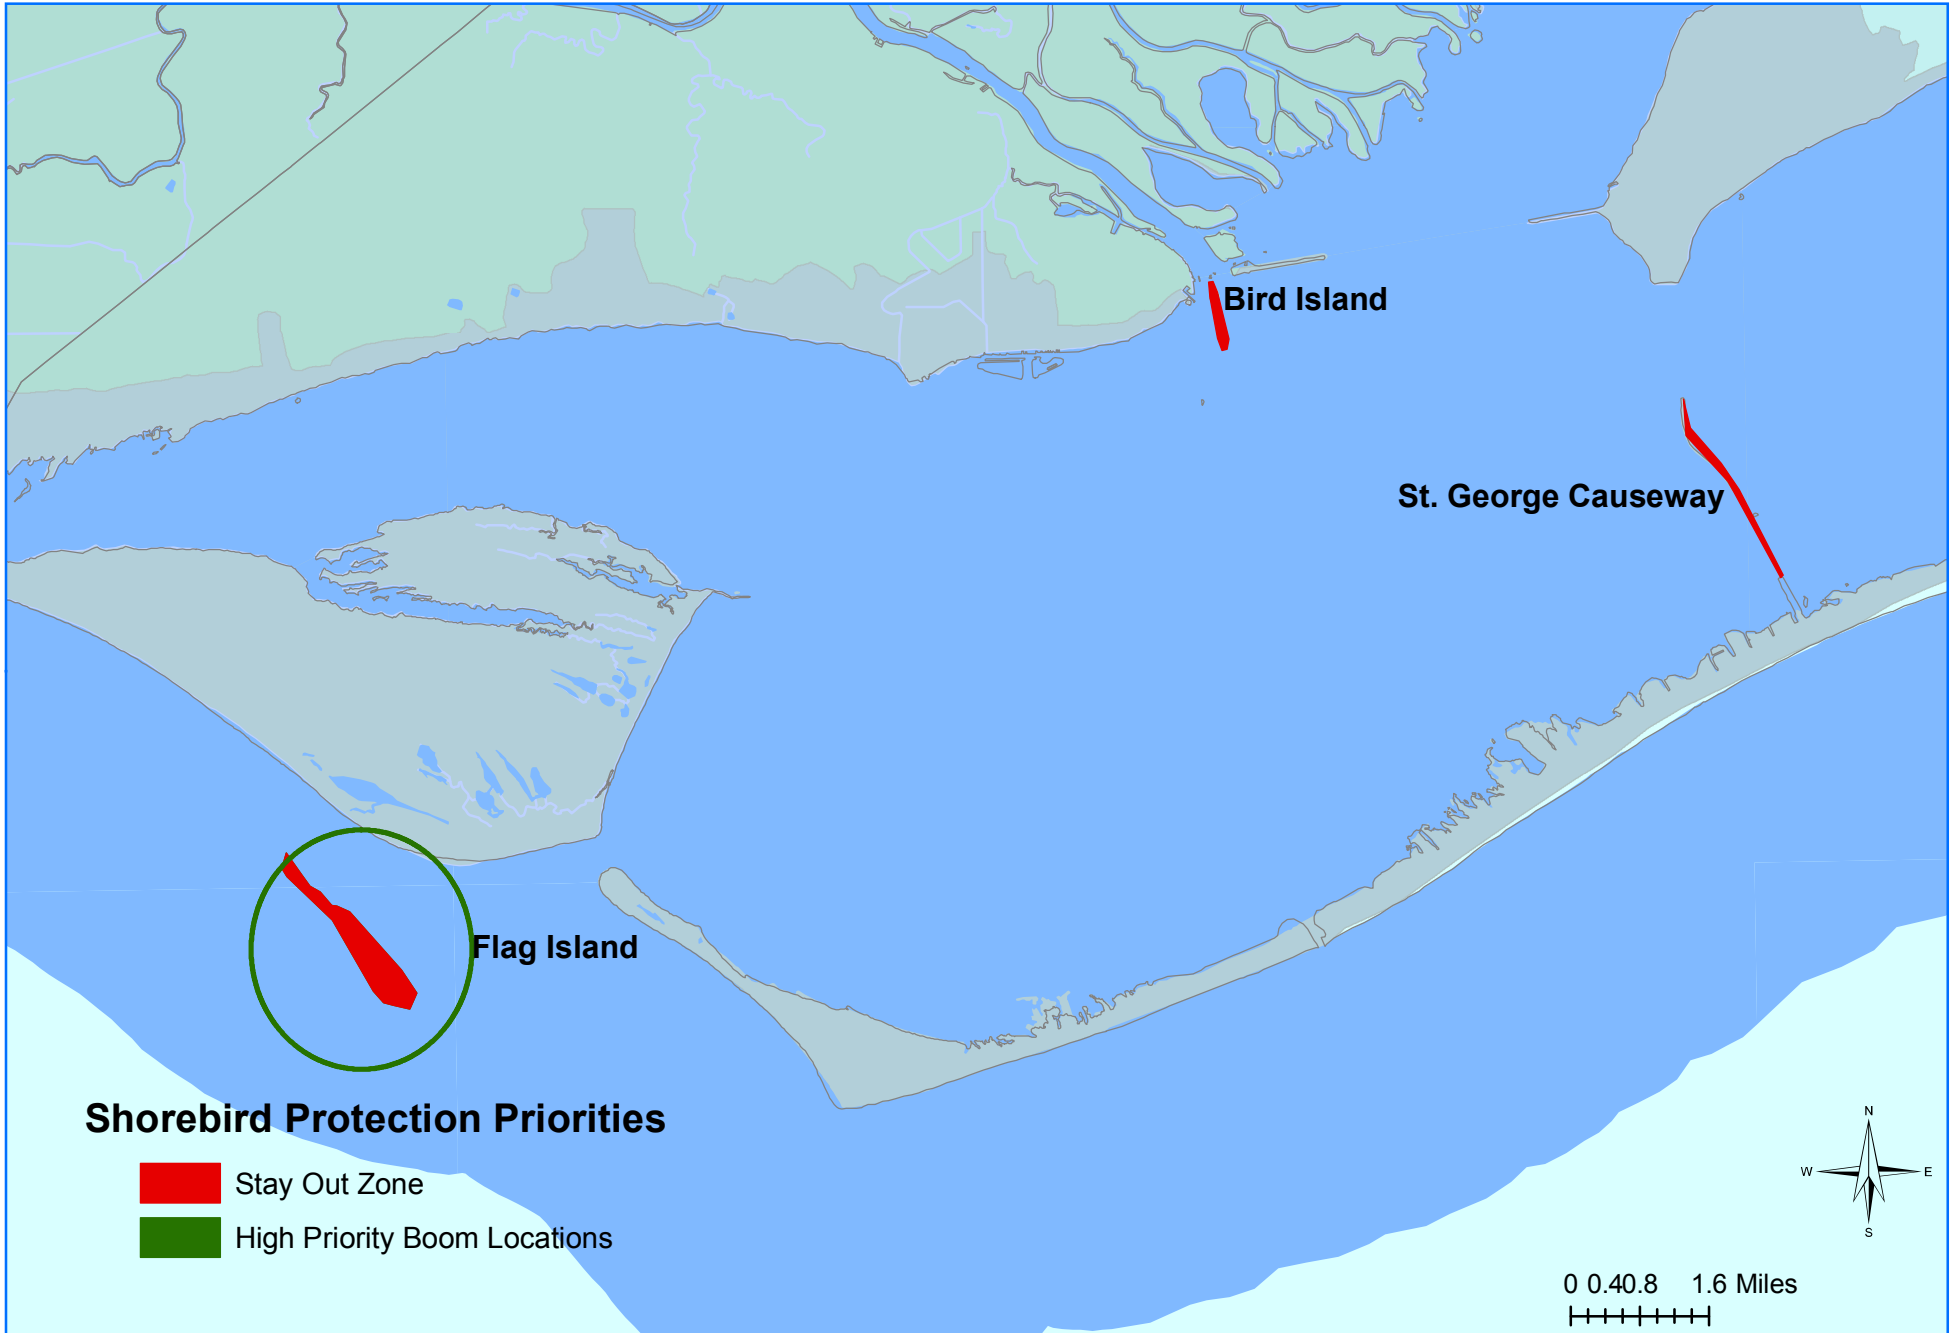 Bird Island
St. George Causeway
Flag Island
Shorebird Protection Priorities
Stay Out Zone
High Priority Boom Locations
N
W E
S
0 0.40.8 1.6 Miles